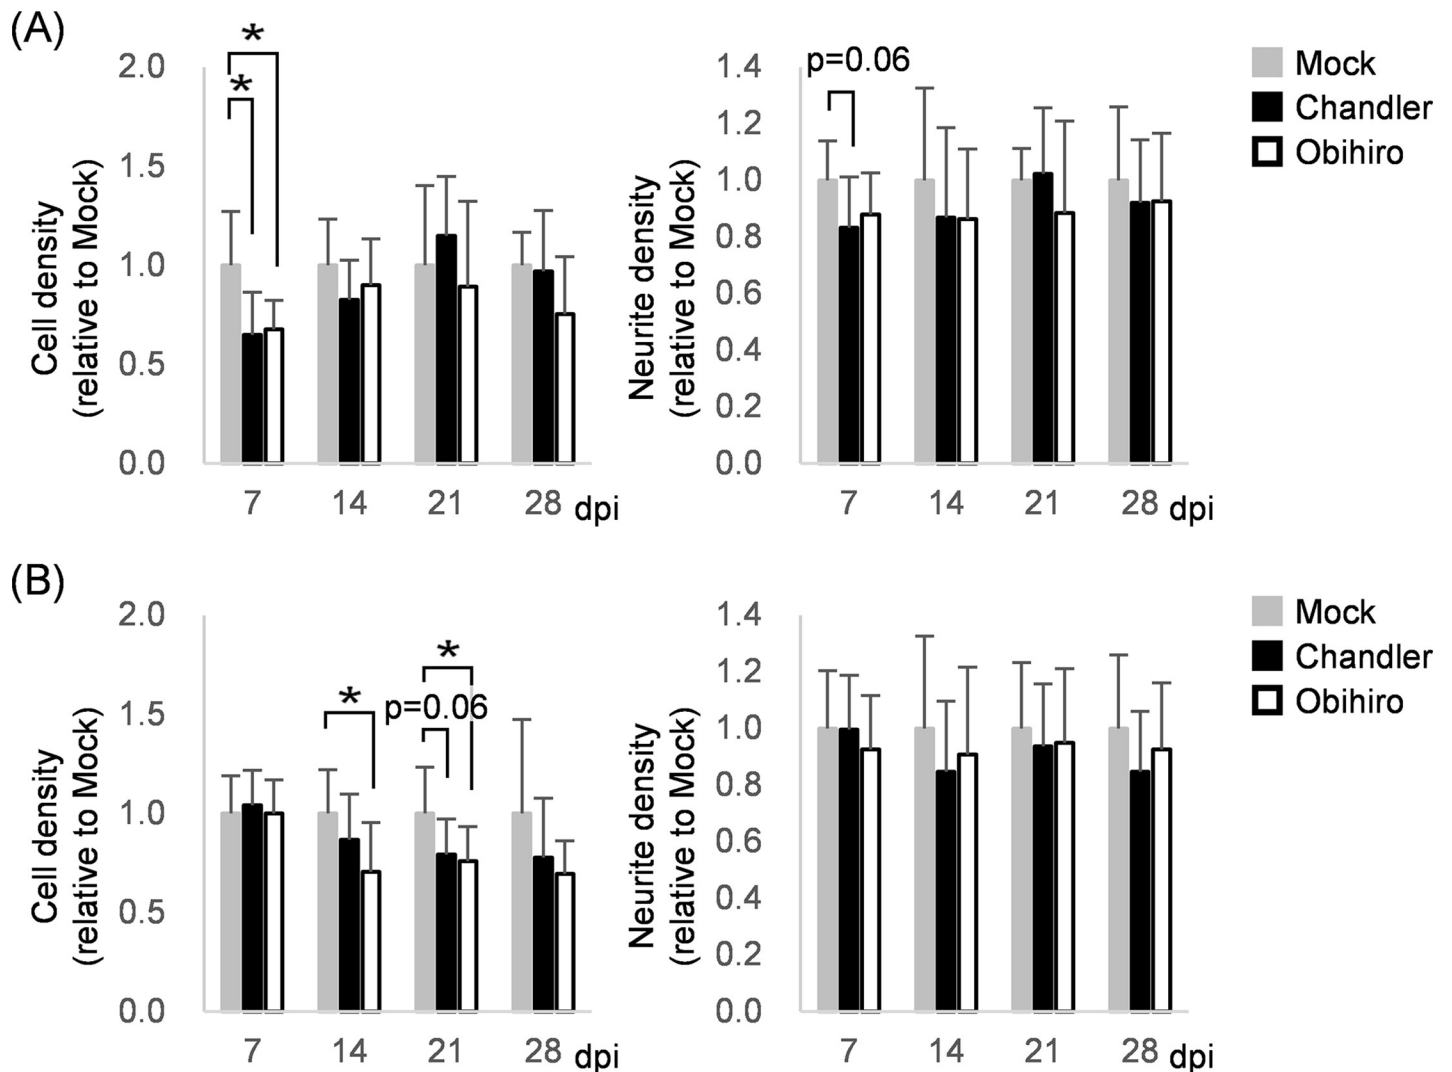 (A)
*
*
2.0
1.5
1.0
0.5
0.0
Cell density
(relative to Mock)
7 14 21 28 dpi
p=0.06
1.4
1.2
1.0
0.8
0.6
0.4
0.2
0.0
Neurite density
(relative to Mock)
7 14 21 28 dpi
Mock
Chandler
Obihiro
(B)
2.0
1.5
1.0
0.5
0.0
Cell density
(relative to Mock)
*
*
p=0.06
7 14 21 28 dpi
1.4
1.2
1.0
0.8
0.6
0.4
0.2
0.0
Neurite density
(relative to Mock)
7 14 21 28 dpi
Mock
Chandler
Obihiro